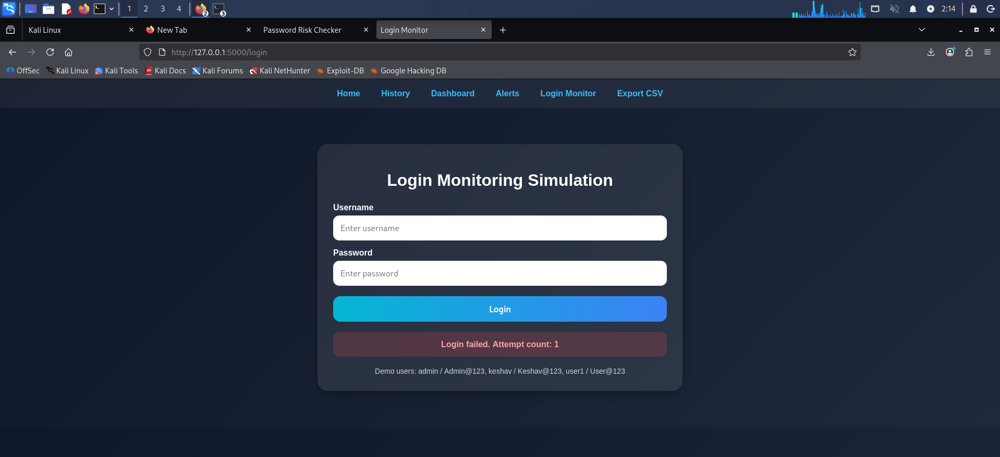 1 2 3 4 2 3 2:14
Kali Linux New Tab Password Risk Checker Login Monitor
http://127.0.0.1:5000/login
OffSec Kali Linux Kali Tools Kali Docs Kali Forums Kali NetHunter Exploit-DB Google Hacking DB
Home History Dashboard Alerts Login Monitor Export CSV
Login Monitoring Simulation
Username
Enter username
Password
Enter password
Login
Login failed. Attempt count: 1
Demo users: admin / Admin@123, keshav / Keshav@123, user1 / User@123